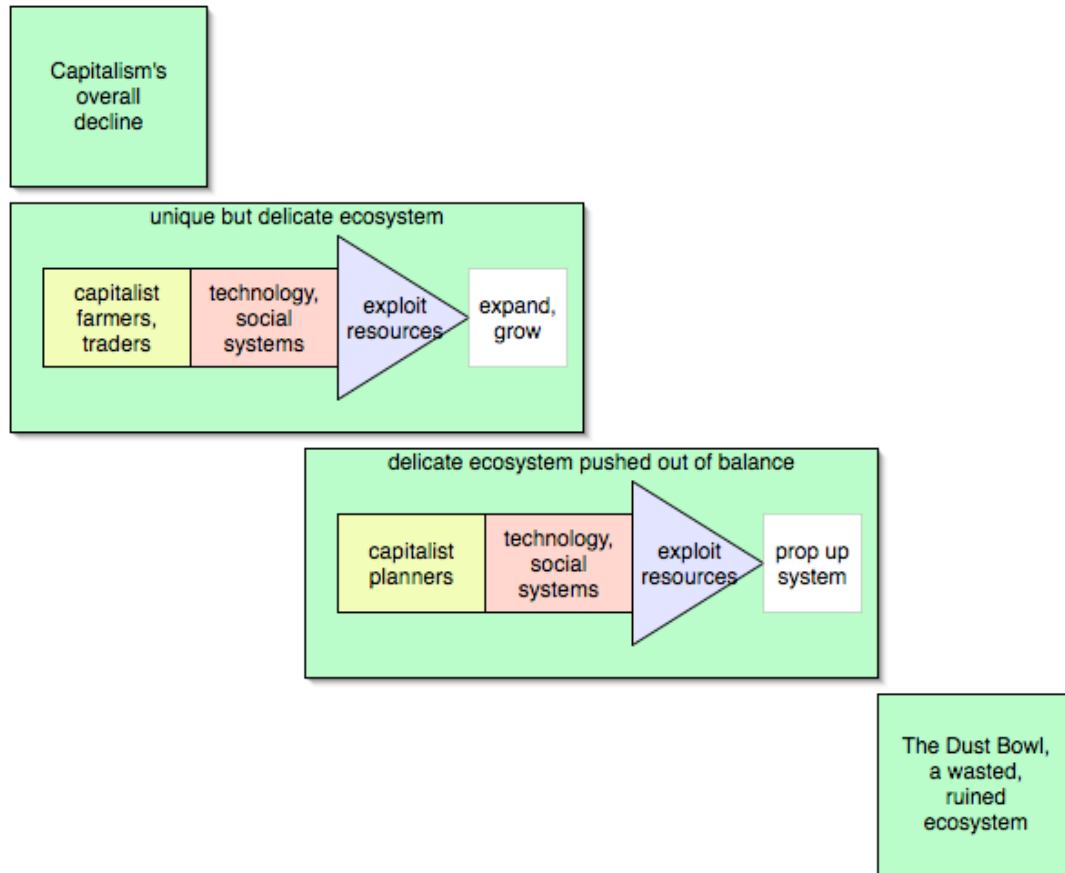 Capitalism's
overall
decline
unique but delicate ecosystem
capitalist
farmers,
traders
technology,
social
systems
exploit
resources
expand,
grow
delicate ecosystem pushed out of balance
capitalist
planners
technology,
social
systems
exploit
resources
prop up
system
The Dust Bowl,
a wasted,
ruined
ecosystem